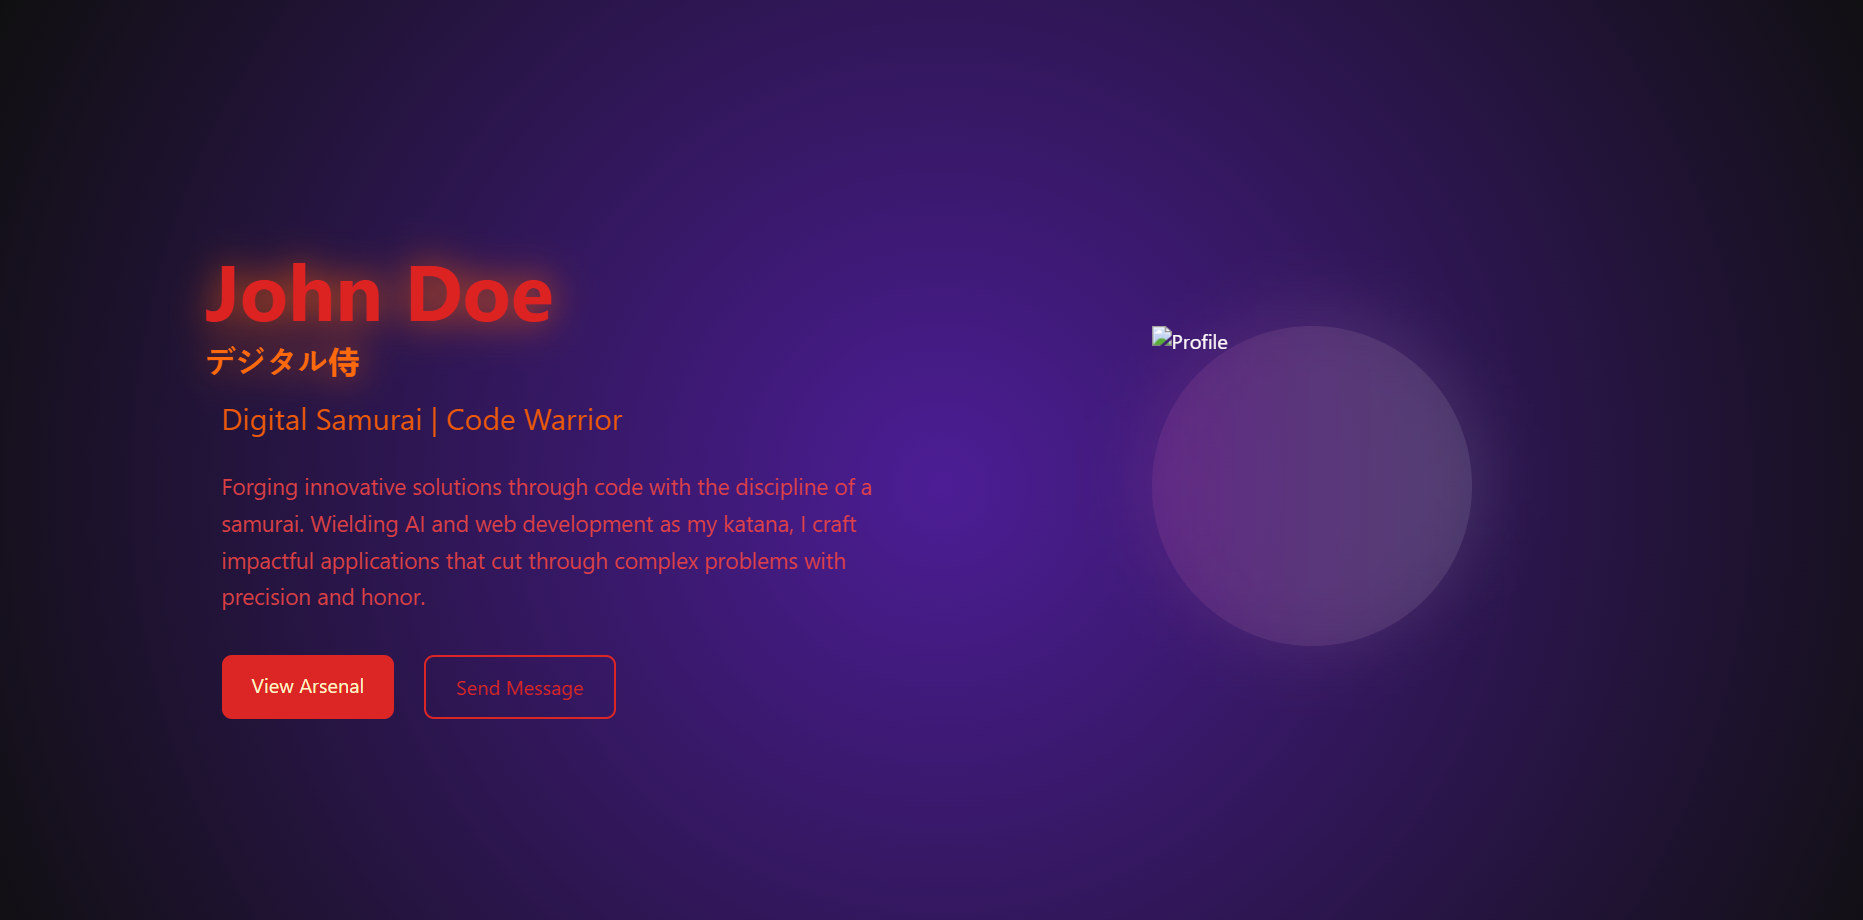 John Doe
デジタル侍
Digital Samurai | Code Warrior
Profile
Forging innovative solutions through code with the discipline of a
samurai. Wielding AI and web development as my katana, I craft
impactful applications that cut through complex problems with
precision and honor.
View Arsenal
Send Message